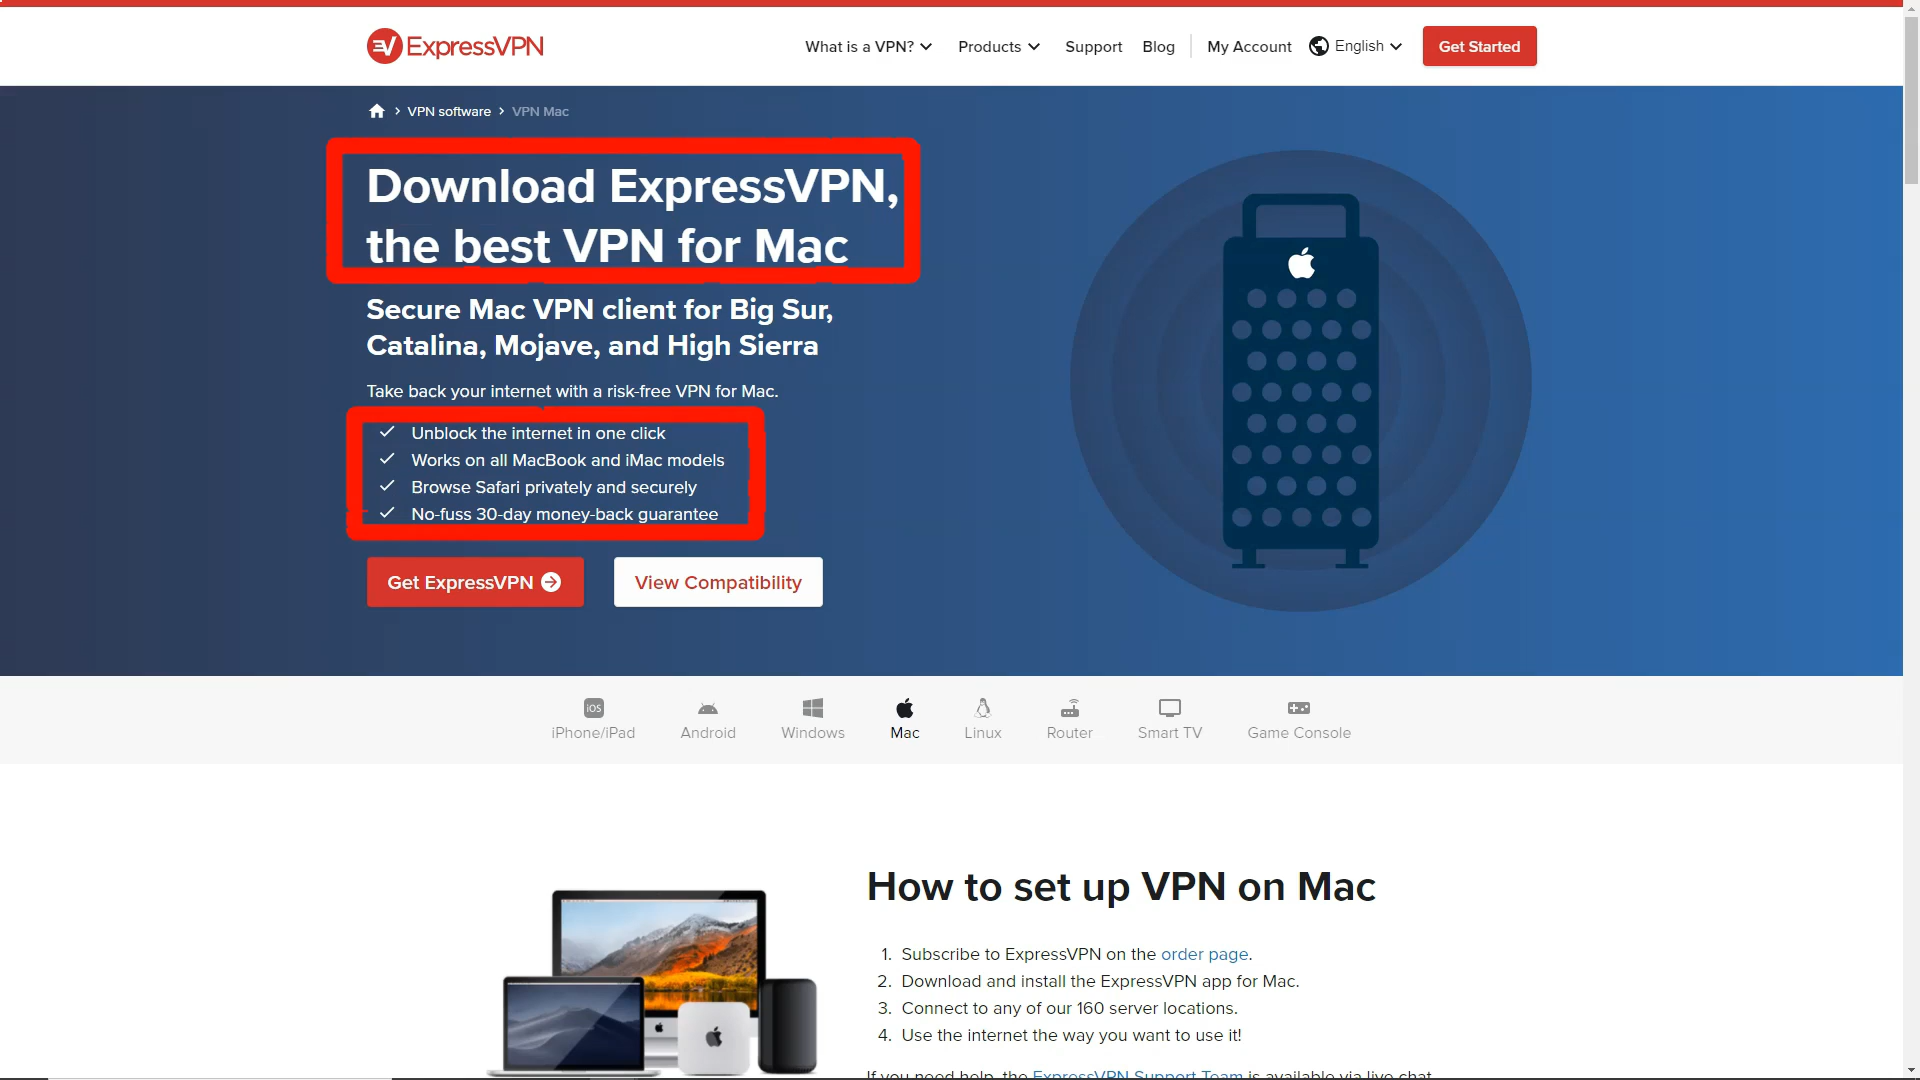 ExpressVPN
What is a VPN? Products Support Blog My Account English Get Started
VPN software > VPN Mac
Download ExpressVPN,
the best VPN for Mac
Secure Mac VPN client for Big Sur,
Catalina, Mojave, and High Sierra
Take back your internet with a risk-free VPN for Mac.
Unblock the internet in one click
Works on all MacBook and iMac models
Browse Safari privately and securely
No-fuss 30-day money-back guarantee
Get ExpressVPN
View Compatibility
iOS
iPhone/iPad Android Windows Mac Linux Router Smart TV Game Console
How to set up VPN on Mac
1. Subscribe to ExpressVPN on the order page.
2. Download and install the ExpressVPN app for Mac.
3. Connect to any of our 160 server locations.
4. Use the internet the way you want to use it!
If you need help, the ExpressVPN Support Team is available via live chat